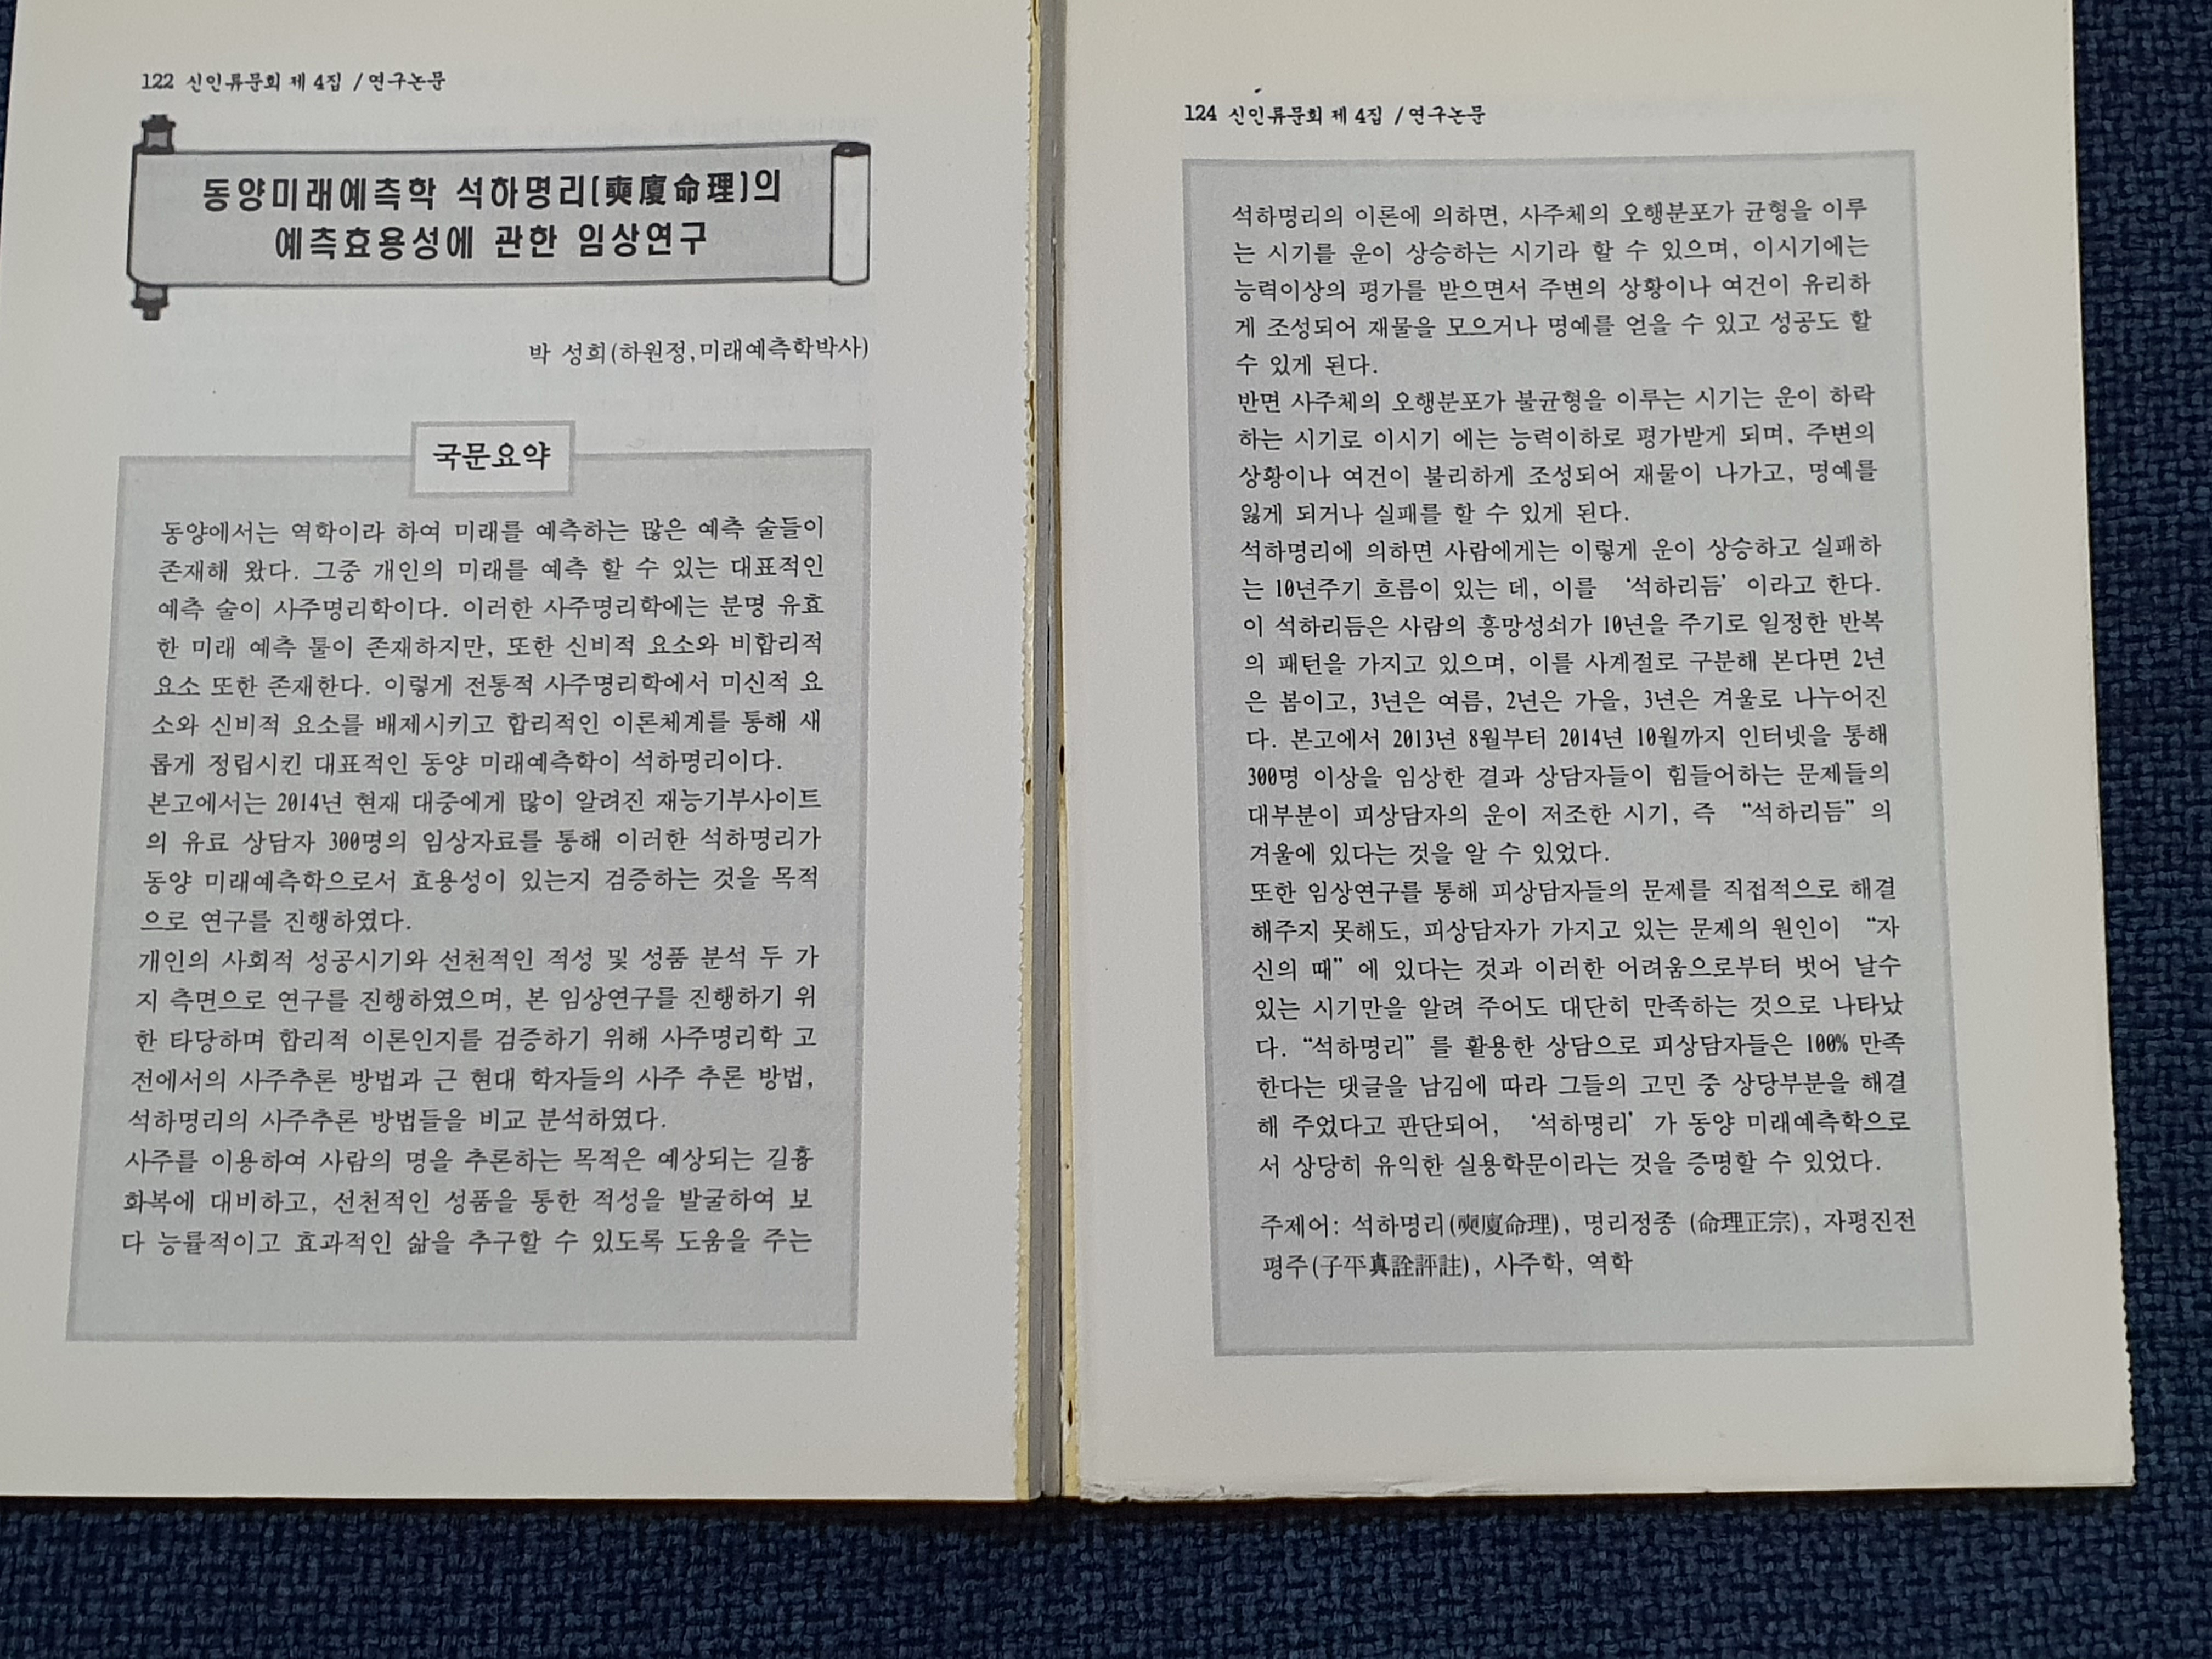 122 신인류문회 제 4집 / 연구논문
동양미래예측학 석하명리(奭廈命理)의
예측효용성에 관한 임상연구
박 성희(하원정,미래예측학박사)
국문요약
동양에서는 역학이라 하여 미래를 예측하는 많은 예측 술들이
존재해 왔다. 그중 개인의 미래를 예측 할 수 있는 대표적인
예측 술이 사주명리학이다. 이러한 사주명리학에는 분명 유효
한 미래 예측 툴이 존재하지만, 또한 신비적 요소와 비합리적
요소 또한 존재한다. 이렇게 전통적 사주명리학에서 미신적 요
소와 신비적 요소를 배제시키고 합리적인 이론체계를 통해 새
롭게 정립시킨 대표적인 동양 미래예측학이 석하명리이다.
본고에서는 2014년 현재 대중에게 많이 알려진 재능기부사이트
의 유료 상담자 300명의 임상자료를 통해 이러한 석하명리가
동양 미래예측학으로서 효용성이 있는지 검증하는 것을 목적
으로 연구를 진행하였다.
개인의 사회적 성공시기와 선천적인 적성 및 성품 분석 두 가
지 측면으로 연구를 진행하였으며, 본 임상연구를 진행하기 위
한 타당하며 합리적 이론인지를 검증하기 위해 사주명리학 고
전에서의 사주추론 방법과 근 현대 학자들의 사주 추론 방법,
석하명리의 사주추론 방법들을 비교 분석하였다.
사주를 이용하여 사람의 명을 추론하는 목적은 예상되는 길흉
화복에 대비하고, 선천적인 성품을 통한 적성을 발굴하여 보
다 능률적이고 효과적인 삶을 추구할 수 있도록 도움을 주는
124 신인류문회 제 4집 / 연구논문
석하명리의 이론에 의하면, 사주체의 오행분포가 균형을 이루
는 시기를 운이 상승하는 시기라 할 수 있으며, 이시기에는
능력이상의 평가를 받으면서 주변의 상황이나 여건이 유리하
게 조성되어 재물을 모으거나 명예를 얻을 수 있고 성공도 할
수 있게 된다.
반면 사주체의 오행분포가 불균형을 이루는 시기는 운이 하락
하는 시기로 이시기 에는 능력이하로 평가받게 되며, 주변의
상황이나 여건이 불리하게 조성되어 재물이 나가고, 명예를
잃게 되거나 실패를 할 수 있게 된다.
석하명리에 의하면 사람에게는 이렇게 운이 상승하고 실패하
는 10년주기 흐름이 있는 데, 이를 ‘석하리듬’ 이라고 한다.
이 석하리듬은 사람의 흥망성쇠가 10년을 주기로 일정한 반복
의 패턴을 가지고 있으며, 이를 사계절로 구분해 본다면 2년
은 봄이고, 3년은 여름, 2년은 가을, 3년은 겨울로 나누어진
다. 본고에서 2013년 8월부터 2014년 10월까지 인터넷을 통해
300명 이상을 임상한 결과 상담자들이 힘들어하는 문제들의
대부분이 피상담자의 운이 저조한 시기, 즉 “석하리듬” 의
겨울에 있다는 것을 알 수 있었다.
또한 임상연구를 통해 피상담자들의 문제를 직접적으로 해결
해주지 못해도, 피상담자가 가지고 있는 문제의 원인이 “자
신의 때” 에 있다는 것과 이러한 어려움으로부터 벗어 날수
있는 시기만을 알려 주어도 대단히 만족하는 것으로 나타났
다. “석하명리” 를 활용한 상담으로 피상담자들은 100% 만족
한다는 댓글을 남김에 따라 그들의 고민 중 상당부분을 해결
해 주었다고 판단되어, ‘석하명리’ 가 동양 미래예측학으로
서 상당히 유익한 실용학문이라는 것을 증명할 수 있었다.
주제어: 석하명리(奭廈命理), 명리정종 (命理正宗), 자평진전
평주(子平真詮評註), 사주학, 역학